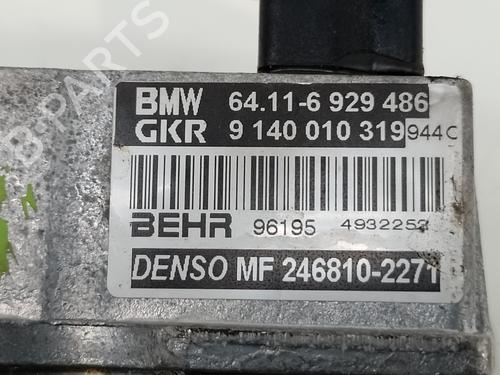 BMW 64.11-6 929 486
GKR 9 140 010 319 944C
BEHR 96195 4932253
DENSO MF 246810-2271
B-PARTS